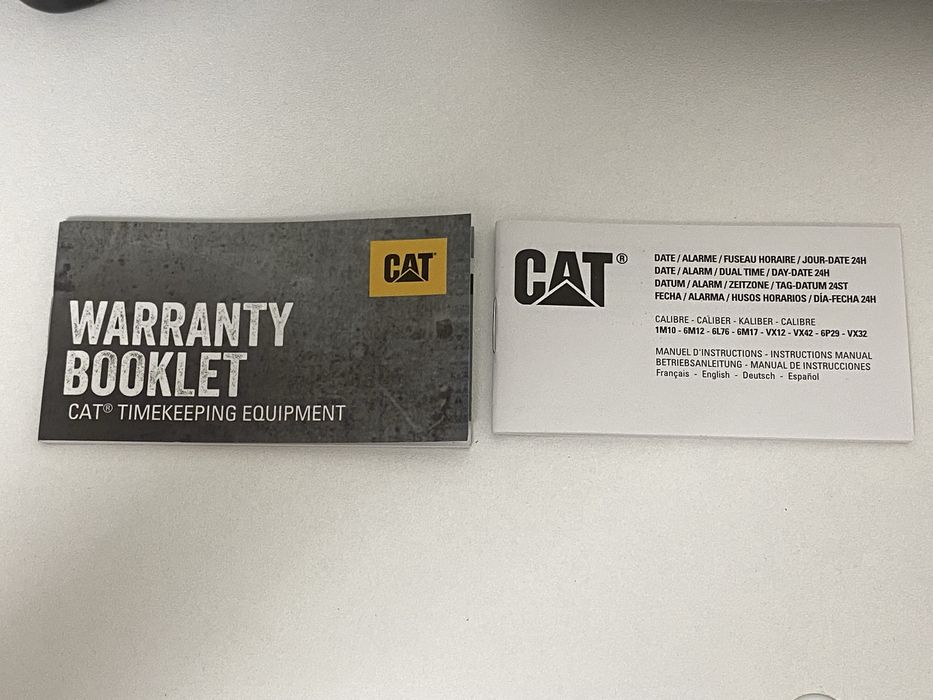 CAT
WARRANTY
BOOKLET
CAT® TIMEKEEPING EQUIPMENT
CAT®
DATE / ALARME / FUSEAU HORAIRE / JOUR-DATE 24H
DATE / ALARM / DUAL TIME / DAY-DATE 24H
DATUM / ALARM / ZEITZONE / TAG-DATUM 24ST
FECHA / ALARMA / HUSOS HORARIOS / DÍA-FECHA 24H
CALIBRE - CALIBER - KALIBER - CALIBRE
1M10 - 6M12 - 6L76 - 6M17 - VX12 - VX42 - 6P29 - VX32
MANUEL D'INSTRUCTIONS - INSTRUCTIONS MANUAL
BETRIEBSANLEITUNG - MANUAL DE INSTRUCCIONES
Français - English - Deutsch - Español